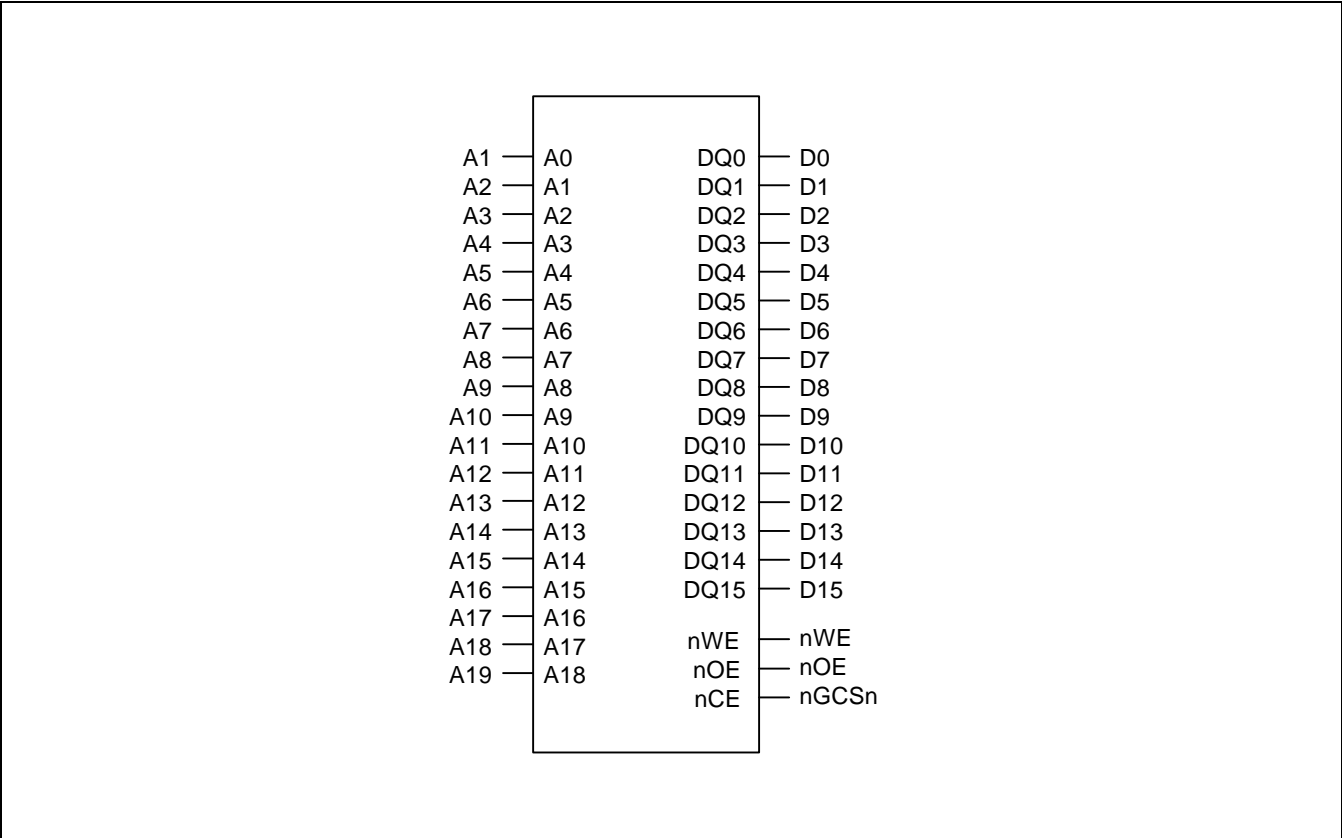 A1 A0 DQ0 D0
A2 A1 DQ1 D1
A3 A2 DQ2 D2
A4 A3 DQ3 D3
A5 A4 DQ4 D4
A6 A5 DQ5 D5
A7 A6 DQ6 D6
A8 A7 DQ7 D7
A9 A8 DQ8 D8
A10 A9 DQ9 D9
A11 A10 DQ10 D10
A12 A11 DQ11 D11
A13 A12 DQ12 D12
A14 A13 DQ13 D13
A15 A14 DQ14 D14
A16 A15 DQ15 D15
A17 A16
A18 A17 nWE nWE
A19 A18 nOE nOE
nCE nGCSn